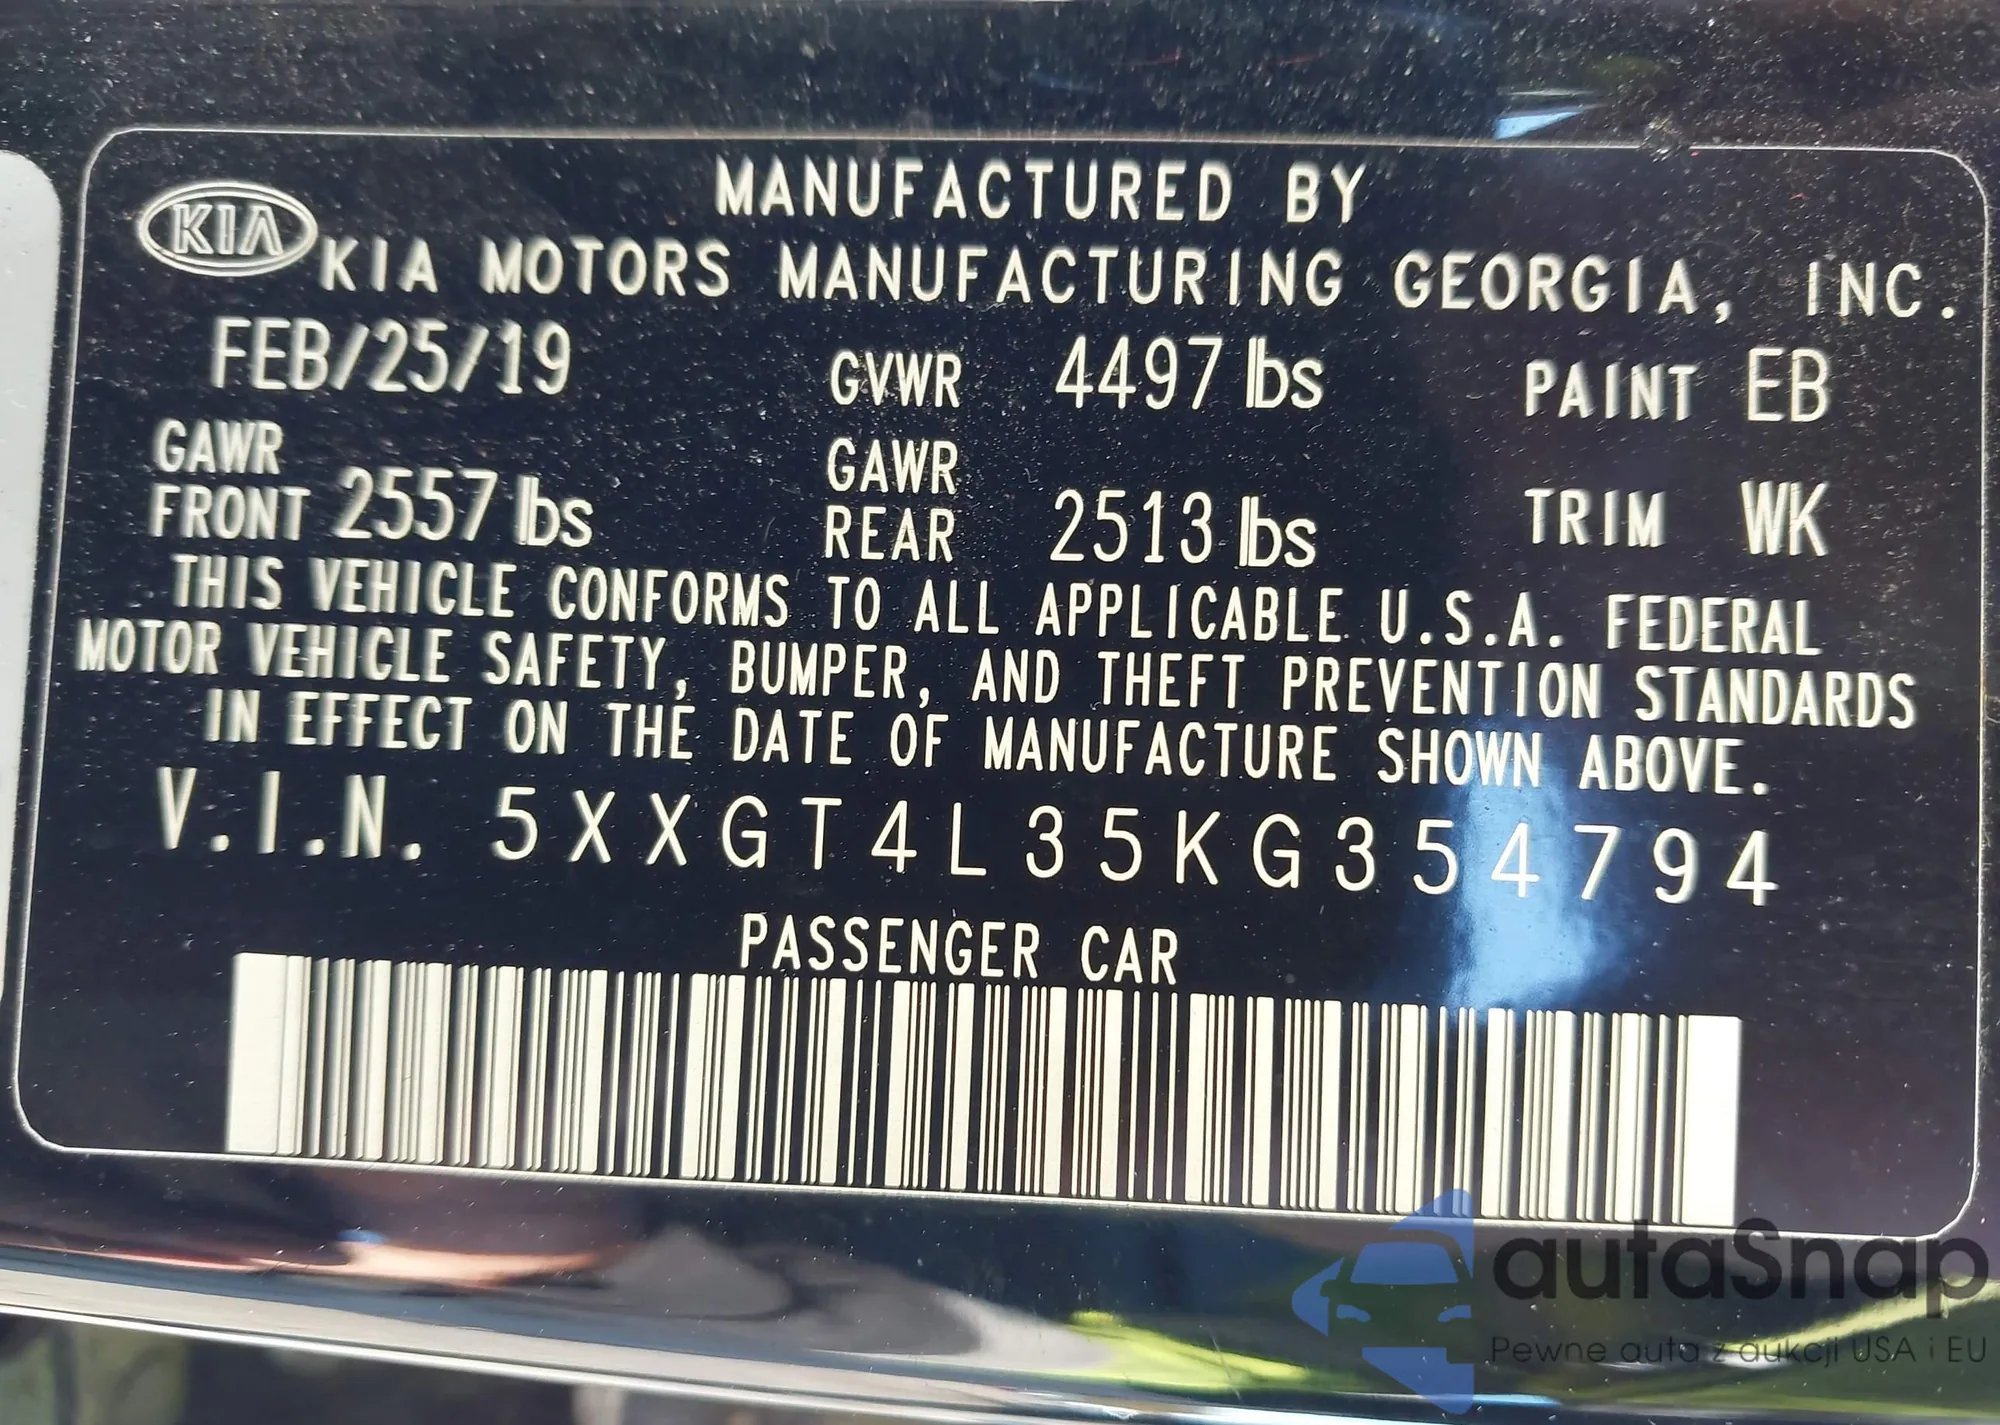 MANUFACTURED BY
KIA KIA MOTORS MANUFACTURING GEORGIA, INC.
FEB/25/19 GVWR 4497 lbs PAINT EB
GAWR FRONT 2557 lbs GAWR REAR 2513 lbs TRIM WK
THIS VEHICLE CONFORMS TO ALL APPLICABLE U.S.A. FEDERAL
MOTOR VEHICLE SAFETY, BUMPER, AND THEFT PREVENTION STANDARDS
IN EFFECT ON THE DATE OF MANUFACTURE SHOWN ABOVE.
V.I.N. 5XXGT4L35KG354794
PASSENGER CAR
autaSnap
Pewne auta z aukcji USA i EU